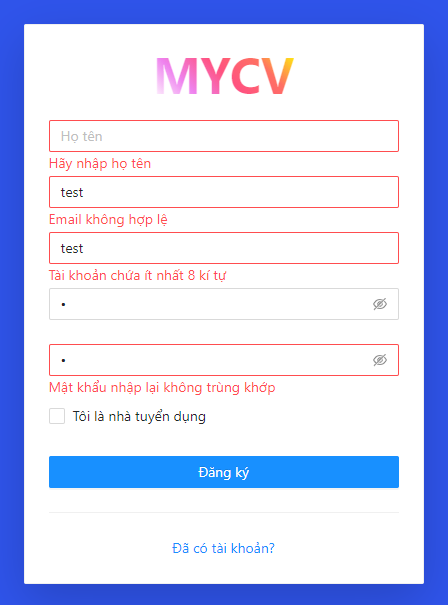 MYCV
Họ tên
Hãy nhập họ tên
test
Email không hợp lệ
test
Tài khoản chứa ít nhất 8 kí tự
•
•
Mật khẩu nhập lại không trùng khớp
Tôi là nhà tuyển dụng
Đăng ký
Đã có tài khoản?